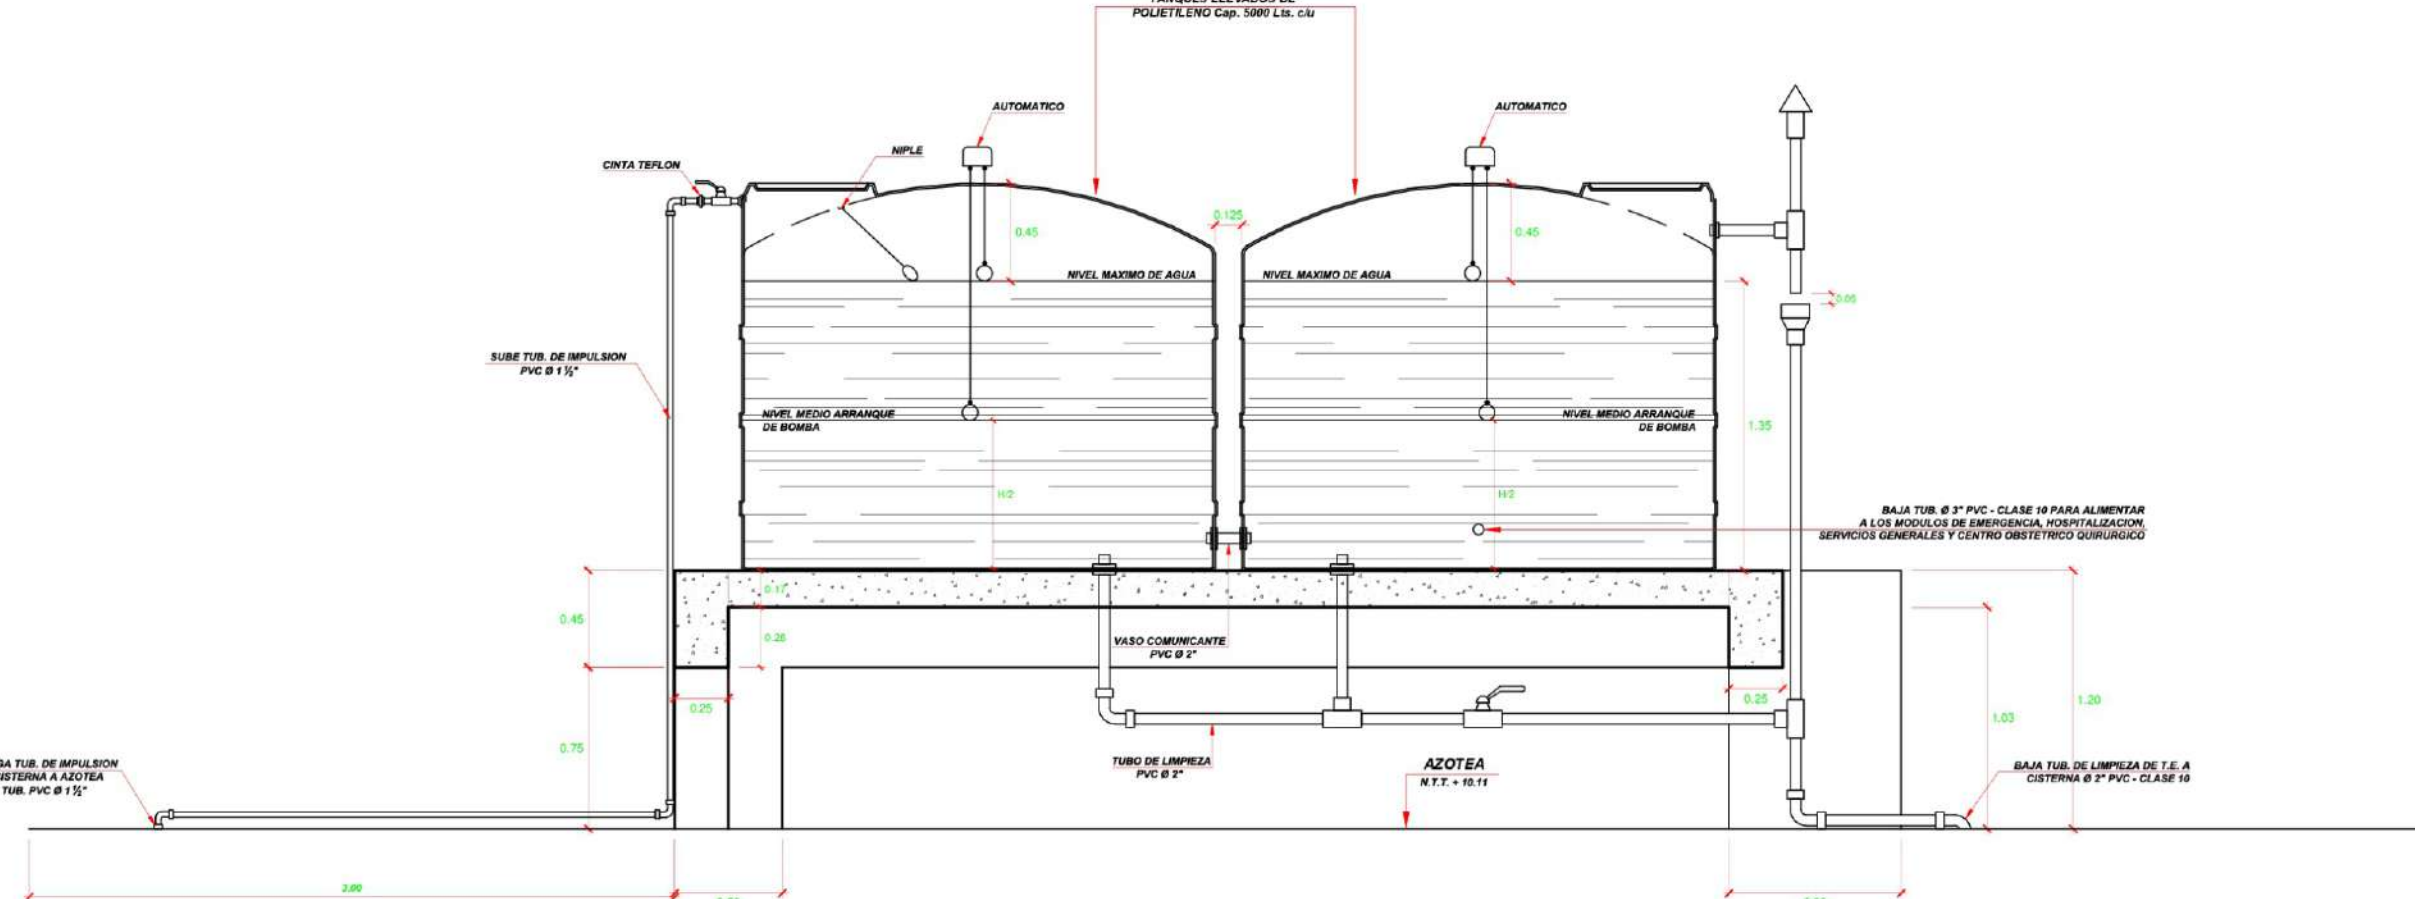 POLIETILENO Cap. 5000 Lts. c/u
AUTOMATICO
AUTOMATICO
NIPLE
CINTA TEFLON
0.125
0.45
0.45
NIVEL MAXIMO DE AGUA
NIVEL MAXIMO DE AGUA
0.05
SUBE TUB. DE IMPULSION
PVC Ø 1 ½"
NIVEL MEDIO ARRANQUE
DE BOMBA
NIVEL MEDIO ARRANQUE
DE BOMBA
1.35
H/2
H/2
BAJA TUB. Ø 3" PVC - CLASE 10 PARA ALIMENTAR
A LOS MODULOS DE EMERGENCIA, HOSPITALIZACION,
SERVICIOS GENERALES Y CENTRO OBSTETRICO QUIRURGICO
0.17
0.45
0.28
VASO COMUNICANTE
PVC Ø 2"
0.25
0.25
1.20
1.03
0.75
TUBO DE LIMPIEZA
PVC Ø 2"
AZOTEA
N.T.T. + 10.11
TUB. DE IMPULSION
CISTERNA A AZOTEA
TUB. PVC Ø 1 ½"
BAJA TUB. DE LIMPIEZA DE T.E. A
CISTERNA Ø 2" PVC - CLASE 10